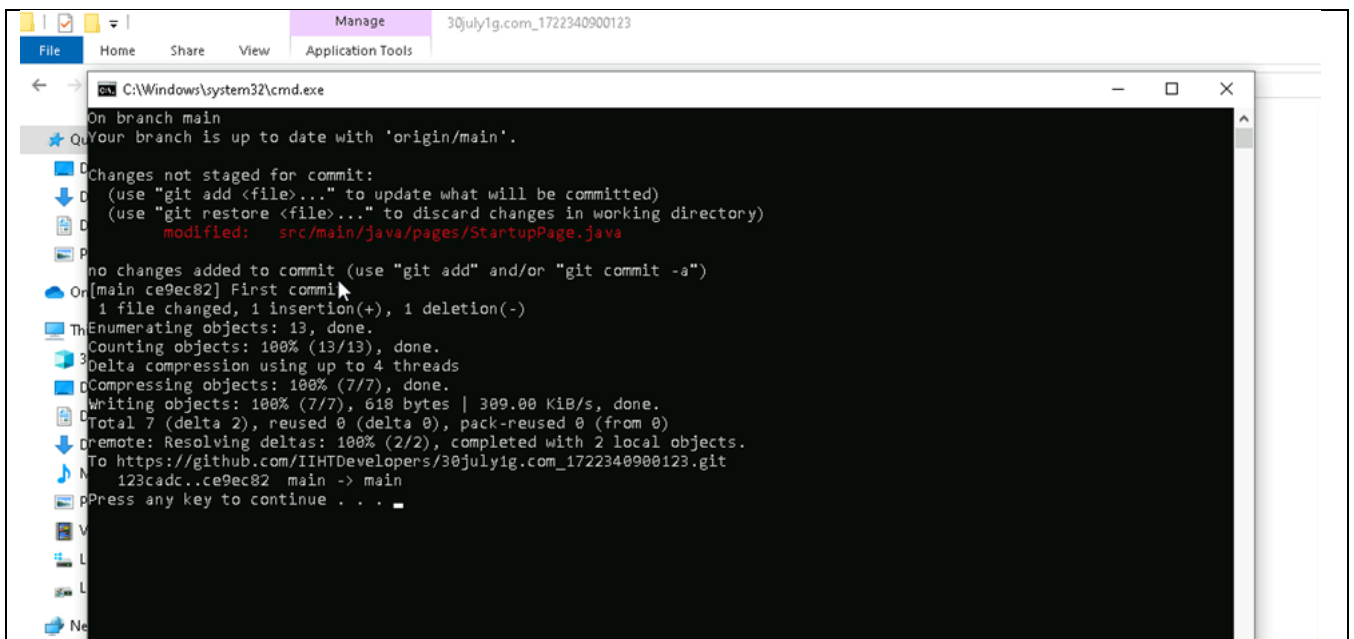 Manage
30july1g.com_1722340900123
File Home Share View Application Tools
C:\Windows\system32\cmd.exe
On branch main
Your branch is up to date with 'origin/main'.
Changes not staged for commit:
(use "git add <file>..." to update what will be committed)
(use "git restore <file>..." to discard changes in working directory)
modified: src/main/java/pages/StartupPage.java
no changes added to commit (use "git add" and/or "git commit -a")
[main ce9ec82] First commit
1 file changed, 1 insertion(+), 1 deletion(-)
Enumerating objects: 13, done.
Counting objects: 100% (13/13), done.
Delta compression using up to 4 threads
Compressing objects: 100% (7/7), done.
Writing objects: 100% (7/7), 618 bytes | 309.00 KiB/s, done.
Total 7 (delta 2), reused 0 (delta 0), pack-reused 0 (from 0)
remote: Resolving deltas: 100% (2/2), completed with 2 local objects.
To https://github.com/IIHTDevelopers/30july1g.com_1722340900123.git
123cadc..ce9ec82 main -> main
Press any key to continue . . .